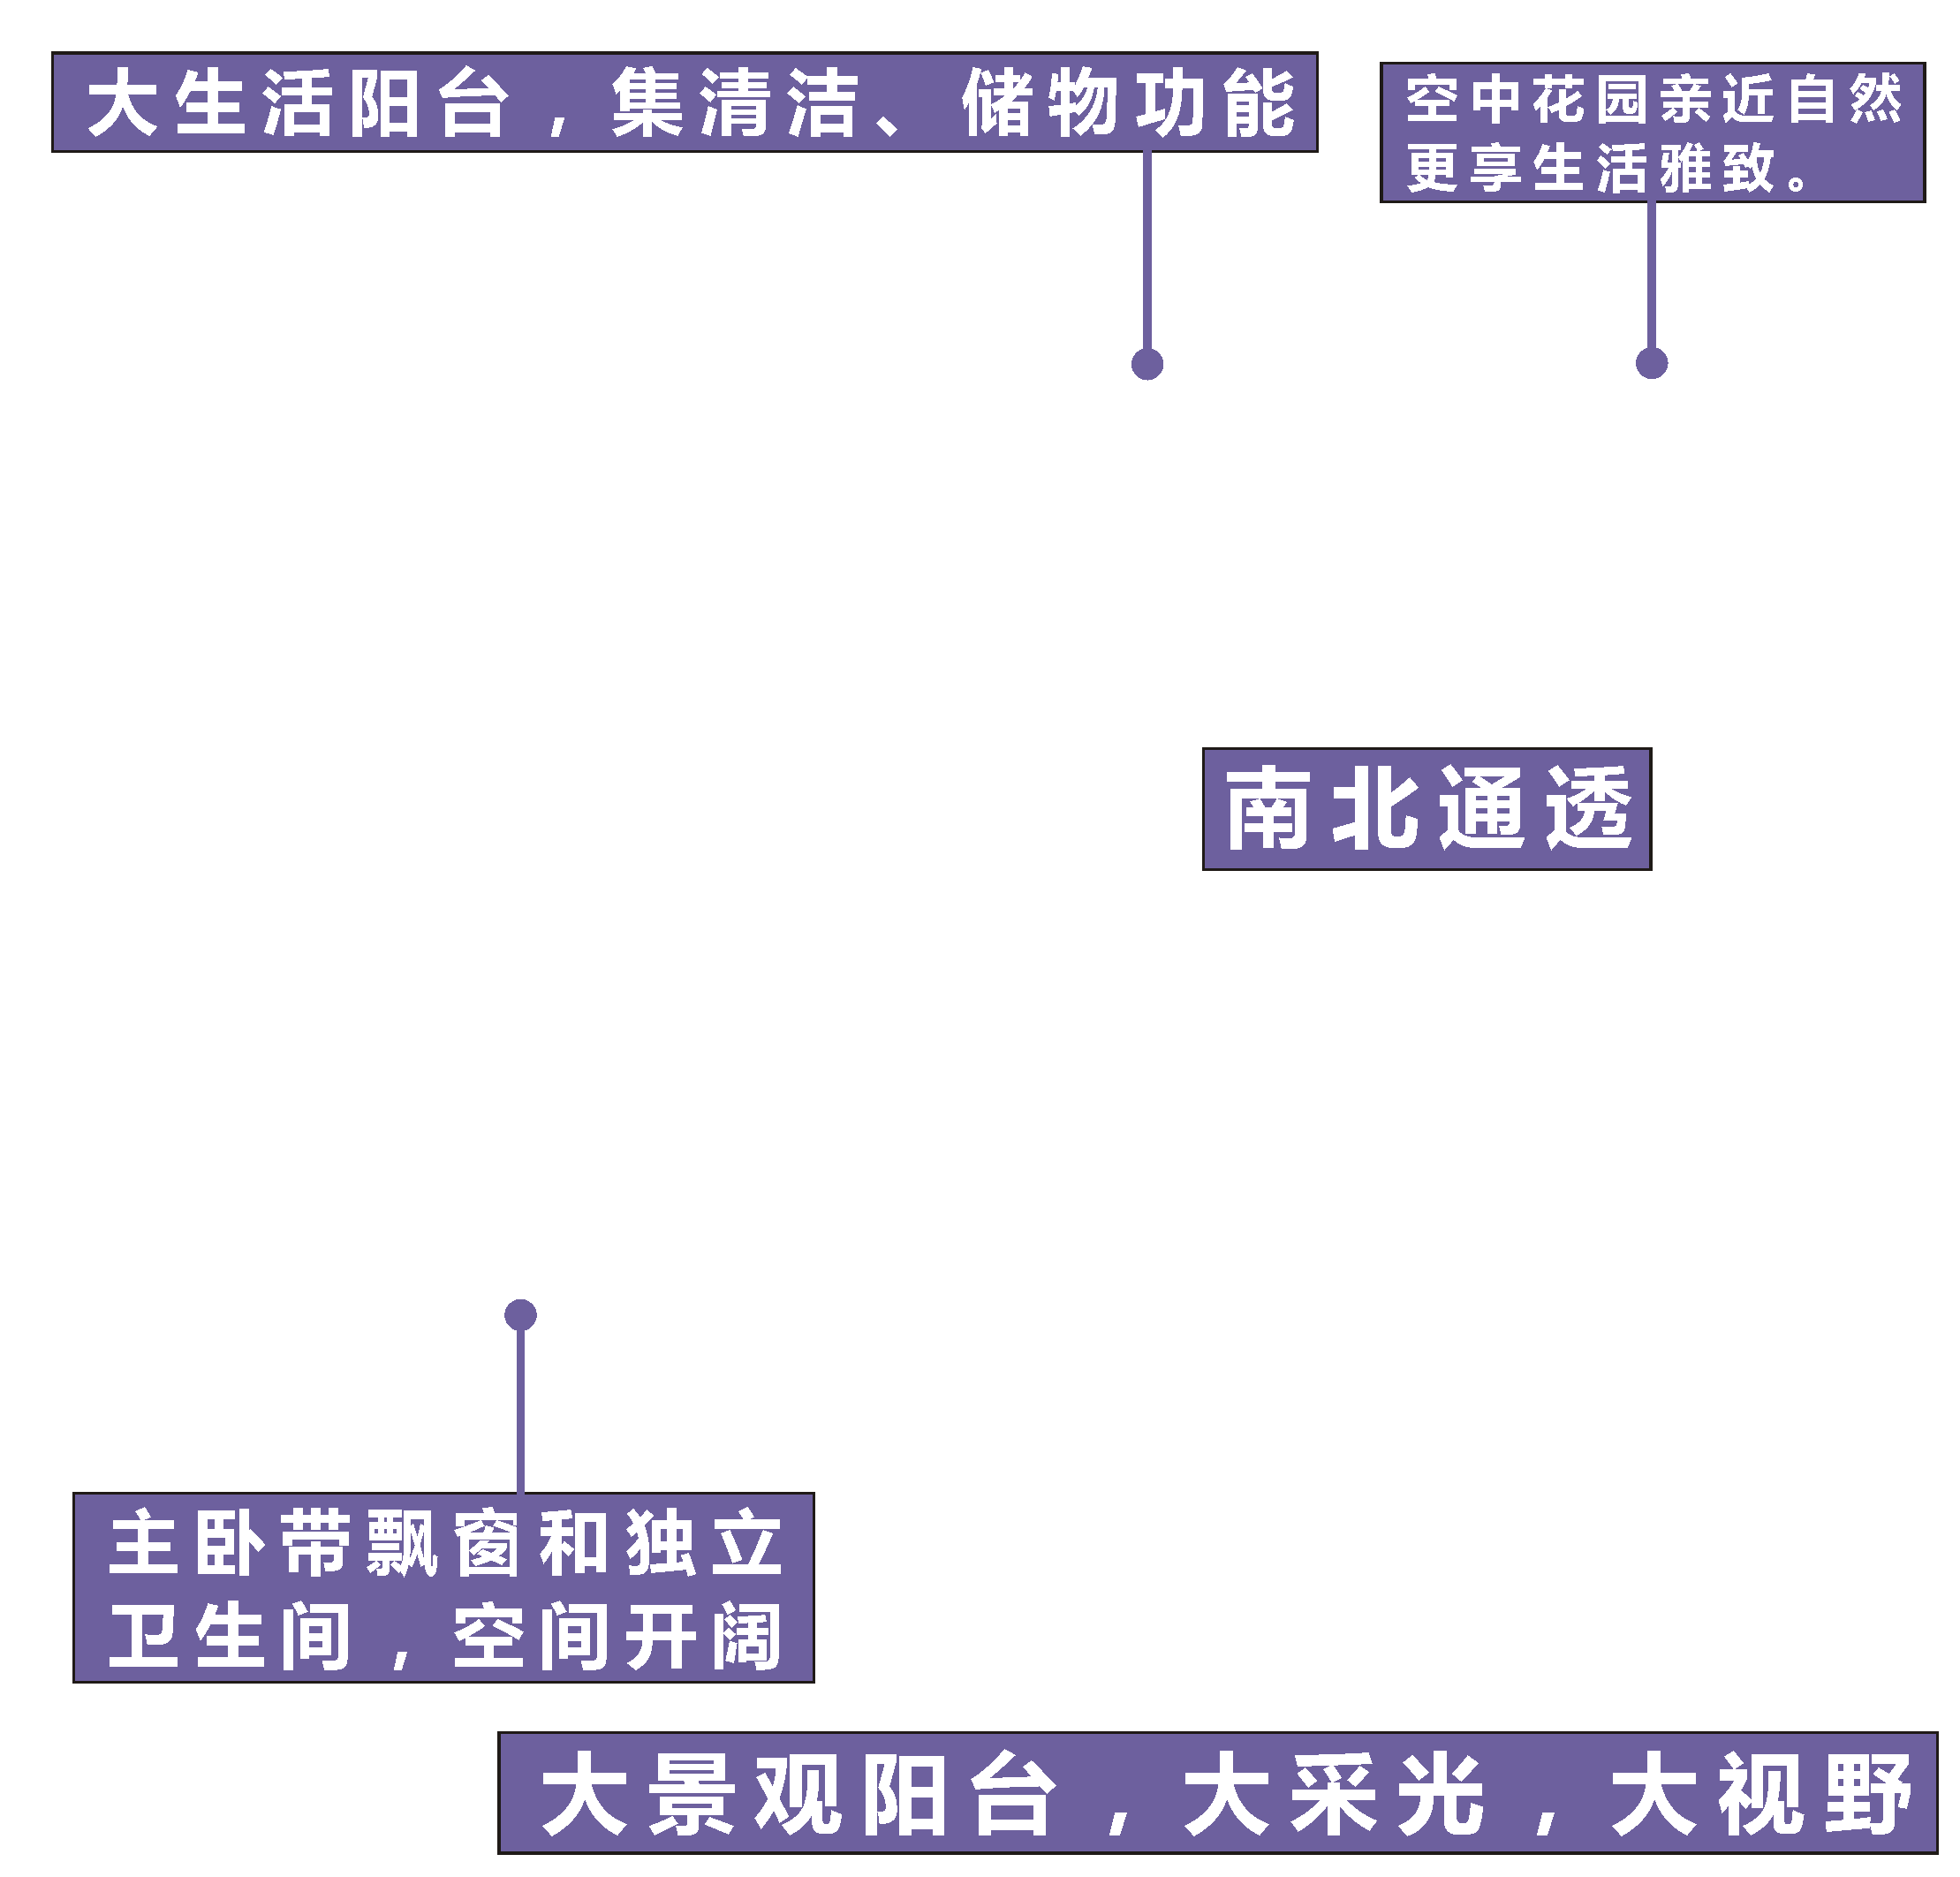 大生活阳台,集清洁、储物功能
空中花园亲近自然
更享生活雅致。
南北通透
主卧带飘窗和独立
卫生间,空间开阔
大景观阳台,大采光,大视野